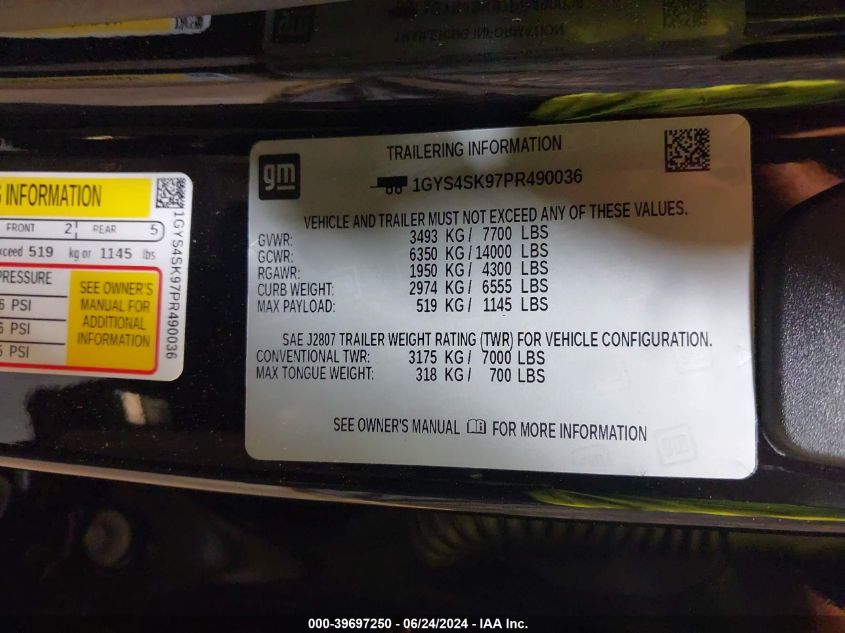 G INFORMATION
FRONT 2 REAR 5
xceed 519 kg or 1145 lbs
PRESSURE
6 PSI
6 PSI
5 PSI
SEE OWNER'S
MANUAL FOR
ADDITIONAL
INFORMATION
1GYS4SK97PR490036
gm
TRAILERING INFORMATION
1GYS4SK97PR490036
VEHICLE AND TRAILER MUST NOT EXCEED ANY OF THESE VALUES.
GVWR: 3493 KG / 7700 LBS
GCWR: 6350 KG / 14000 LBS
RGAWR: 1950 KG / 4300 LBS
CURB WEIGHT: 2974 KG / 6555 LBS
MAX PAYLOAD: 519 KG / 1145 LBS
SAE J2807 TRAILER WEIGHT RATING (TWR) FOR VEHICLE CONFIGURATION.
CONVENTIONAL TWR: 3175 KG / 7000 LBS
MAX TONGUE WEIGHT: 318 KG / 700 LBS
SEE OWNER'S MANUAL FOR MORE INFORMATION
gm
000-39697250 - 06/24/2024 - IAA Inc.